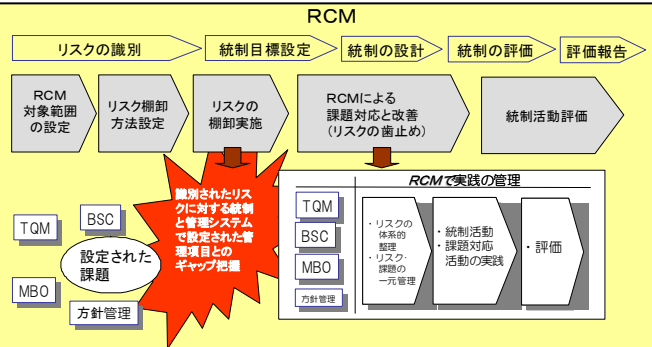 RCM
リスクの識別
統制目標設定
統制の設計
統制の評価
評価報告
RCM
対象範囲
の設定
リスク棚卸
方法設定
リスクの
棚卸実施
RCMによる
課題対応と改善
(リスクの歯止め)
統制活動評価
識別されたリス
クに対する統制
と管理システム
で設定された管
理項目との
ギャップ把握
TQM
BSC
設定された
課題
MBO
方針管理
RCMで実践の管理
TQM
BSC
MBO
方針管理
・リスクの
体系的
整理
・リスク・
課題の
一元管理
・統制活動
・課題対応
活動の実践
・評価